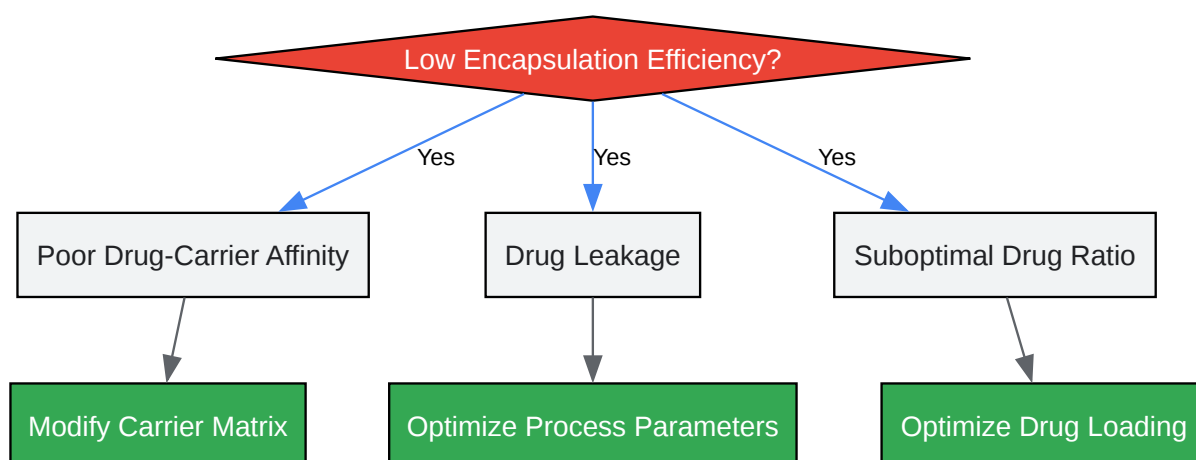 Low Encapsulation Efficiency?
Yes
Yes
Yes
Poor Drug-Carrier Affinity
Drug Leakage
Suboptimal Drug Ratio
Modify Carrier Matrix
Optimize Process Parameters
Optimize Drug Loading